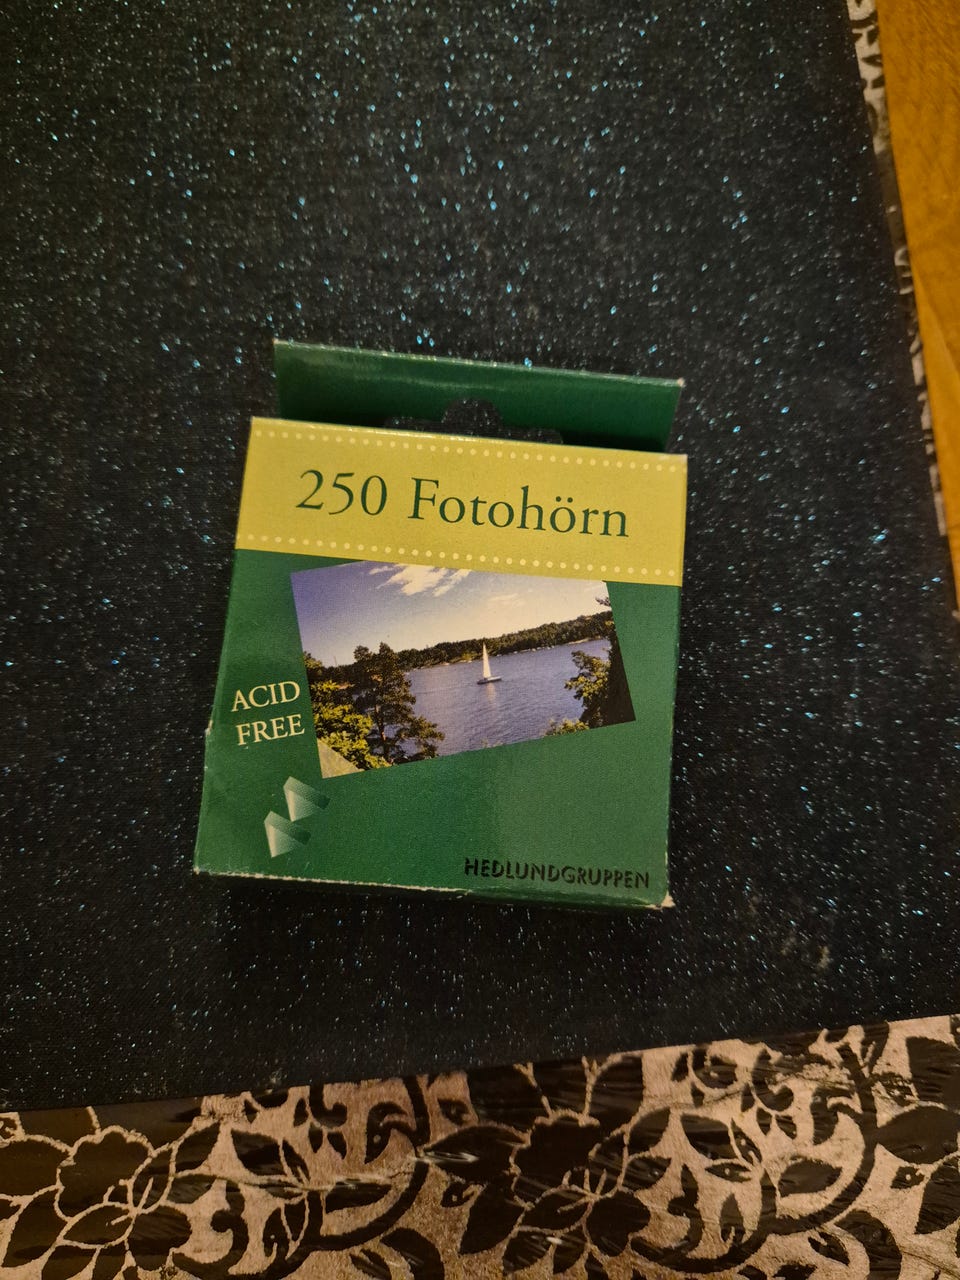 250 Fotohörn
ACID
FREE
HEDLUNDGRUPPEN